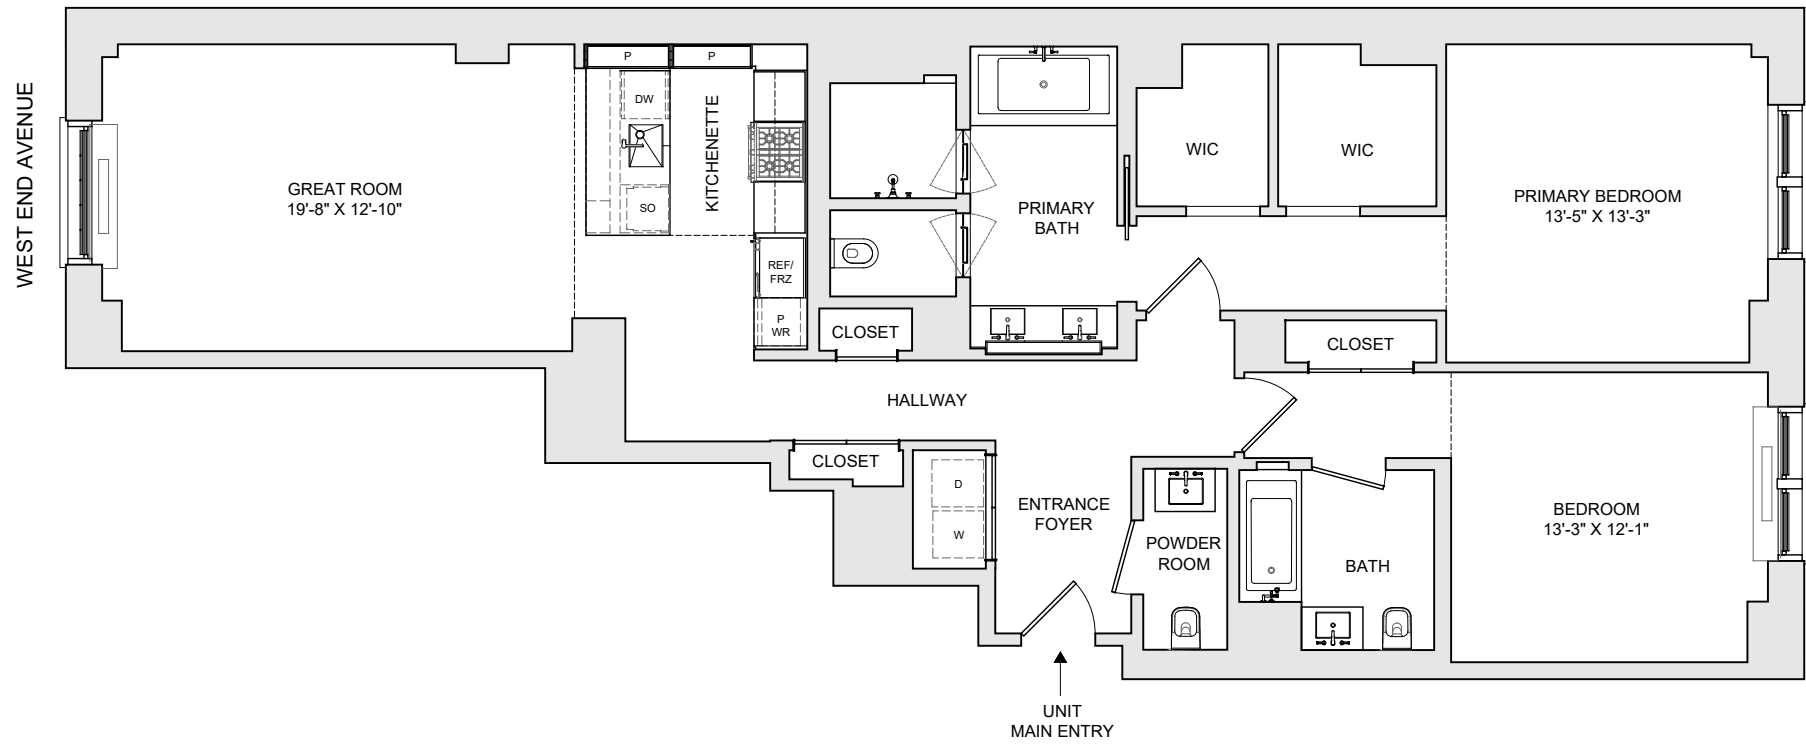 WEST END AVENUE
GREAT ROOM
19'-8" X 12'-10"
P
P
DW
SO
KITCHENETTE
REF/
FRZ
P
WR
CLOSET
PRIMARY
BATH
WIC
WIC
PRIMARY BEDROOM
13'-5" X 13'-3"
CLOSET
HALLWAY
CLOSET
D
W
ENTRANCE
FOYER
POWDER
ROOM
BATH
BEDROOM
13'-3" X 12'-1"
UNIT
MAIN ENTRY